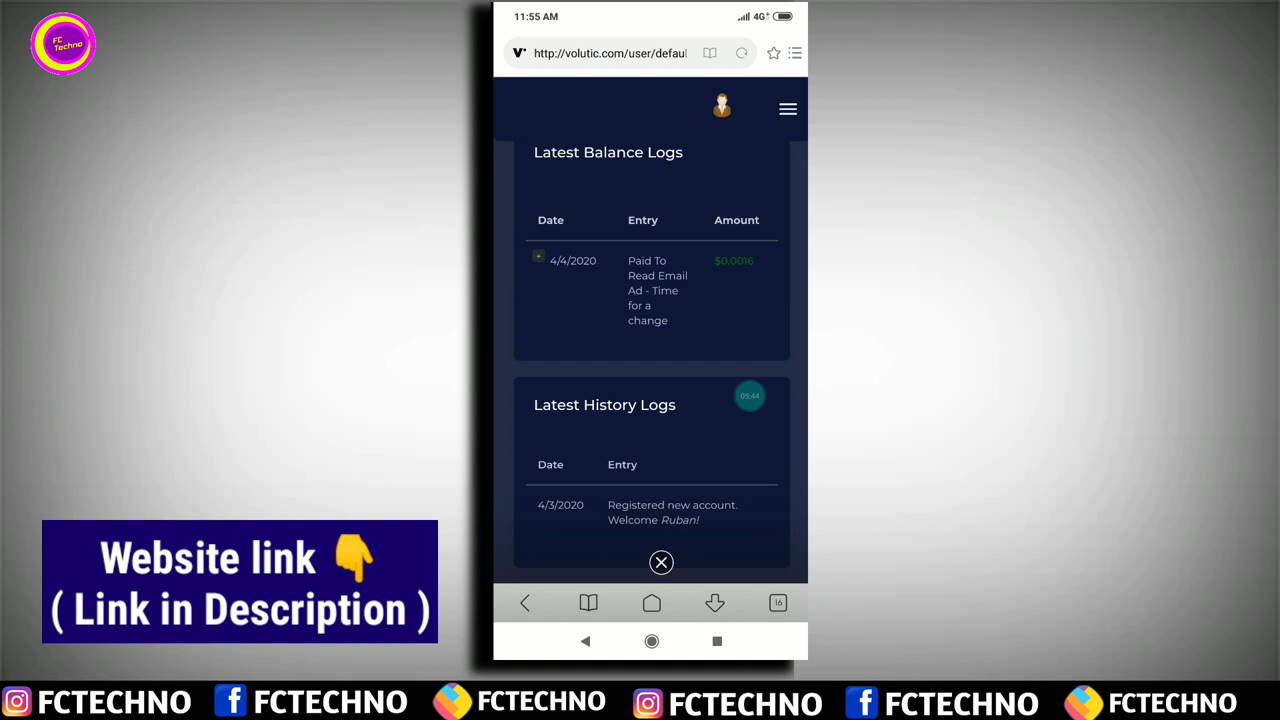 FC
Techno
11:55 AM
4G+
V
http://volutic.com/user/defaul
Latest Balance Logs
Date Entry Amount
+ 4/4/2020 Paid To $0.0016
Read Email
Ad - Time
for a
change
Latest History Logs
05:44
Date Entry
4/3/2020 Registered new account.
Welcome Ruban!
16
Website link 👇
( Link in Description )
FCTECHNO FCTECHNO FCTECHNO FCTECHNO FCTECHNO FCTECHNO